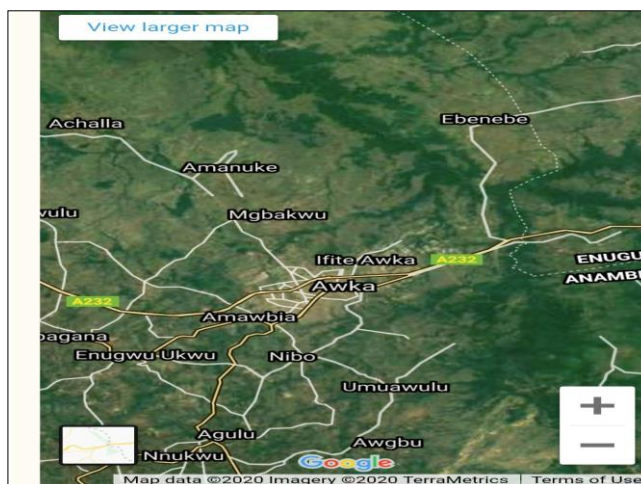 View larger map
Achalla
Ebenebe
Amanuke
wulu
Mgbakwu
Ifite Awka
A232
ENUGU
ANAMB
Awka
A232
Amawbia
bagana
Enugwu Ukwu
Nibo
Umuawulu
Agulu
Awgbu
Nnukwu
Google
Map data ©2020 Imagery ©2020 TerraMetrics
Terms of Use